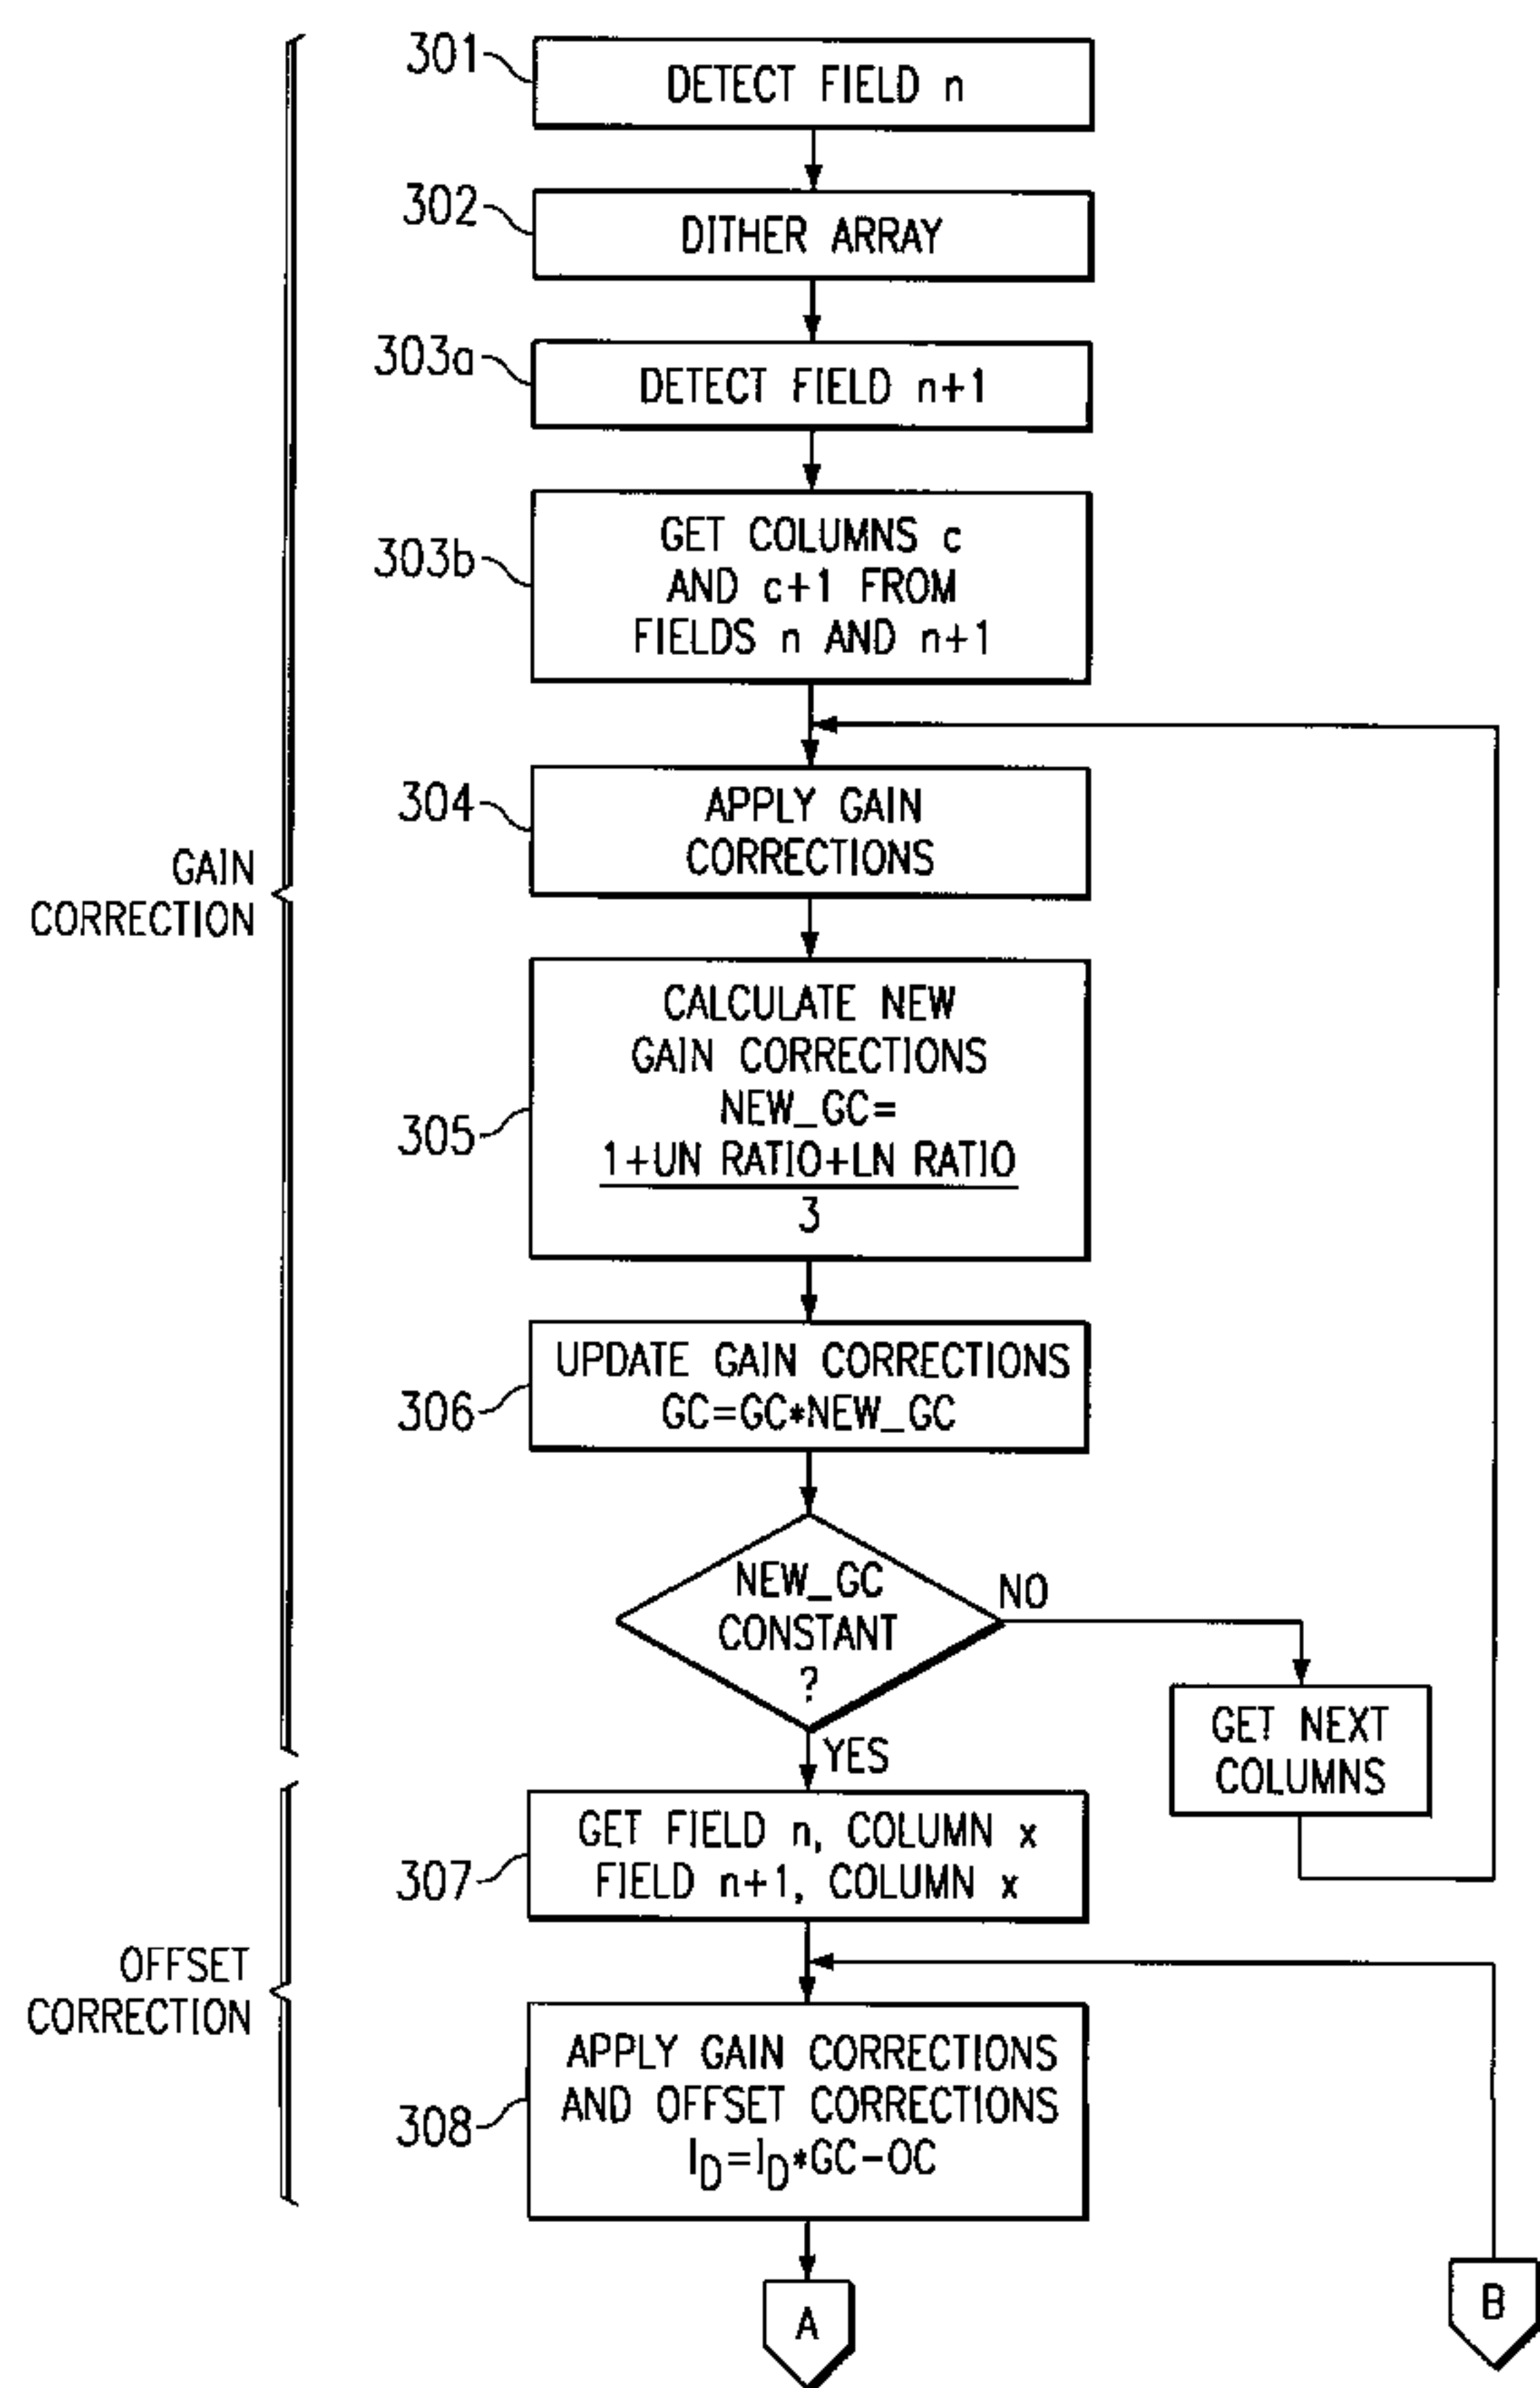 301
DETECT FIELD n
302
DITHER ARRAY
303a
DETECT FIELD n+1
303b
GET COLUMNS c
AND c+1 FROM
FIELDS n AND n+1
304
APPLY GAIN
CORRECTIONS
GAIN
CORRECTION
305
CALCULATE NEW
GAIN CORRECTIONS
NEW_GC=
1+UN RATIO+LN RATIO
3
306
UPDATE GAIN CORRECTIONS
GC=GC*NEW_GC
NEW_GC
CONSTANT
?
NO
YES
GET NEXT
COLUMNS
307
GET FIELD n, COLUMN x
FIELD n+1, COLUMN x
OFFSET
CORRECTION
308
APPLY GAIN CORRECTIONS
AND OFFSET CORRECTIONS
I_D=I_D*GC-OC
A
B